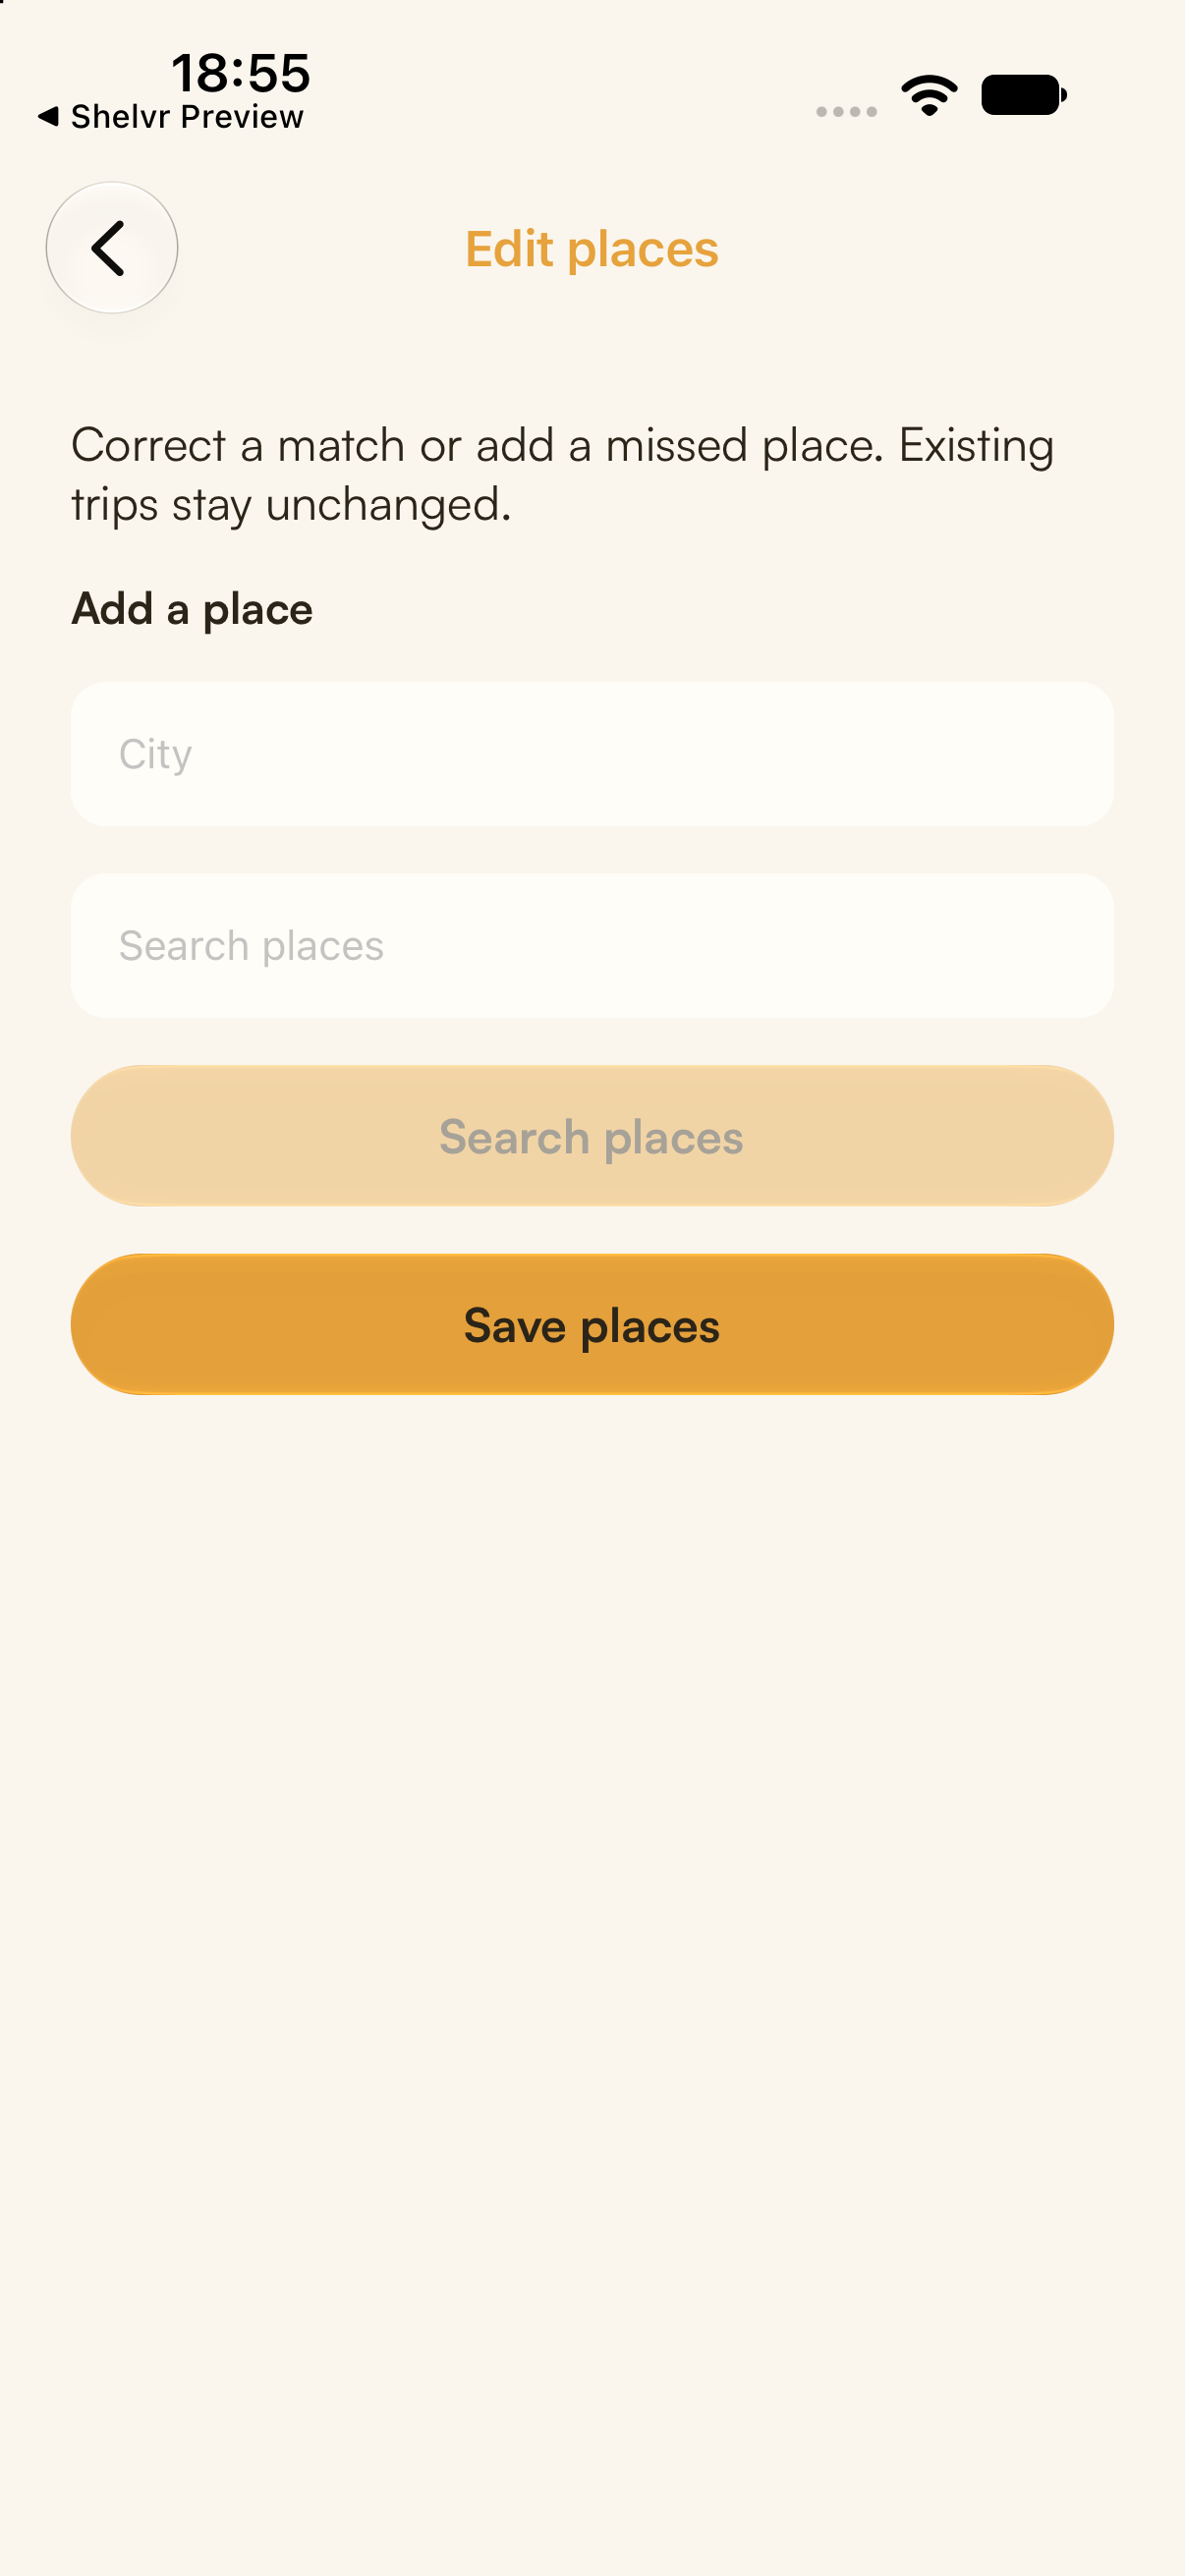 18:55
◀ Shelvr Preview
Edit places
Correct a match or add a missed place. Existing
trips stay unchanged.
Add a place
City
Search places
Search places
Save places